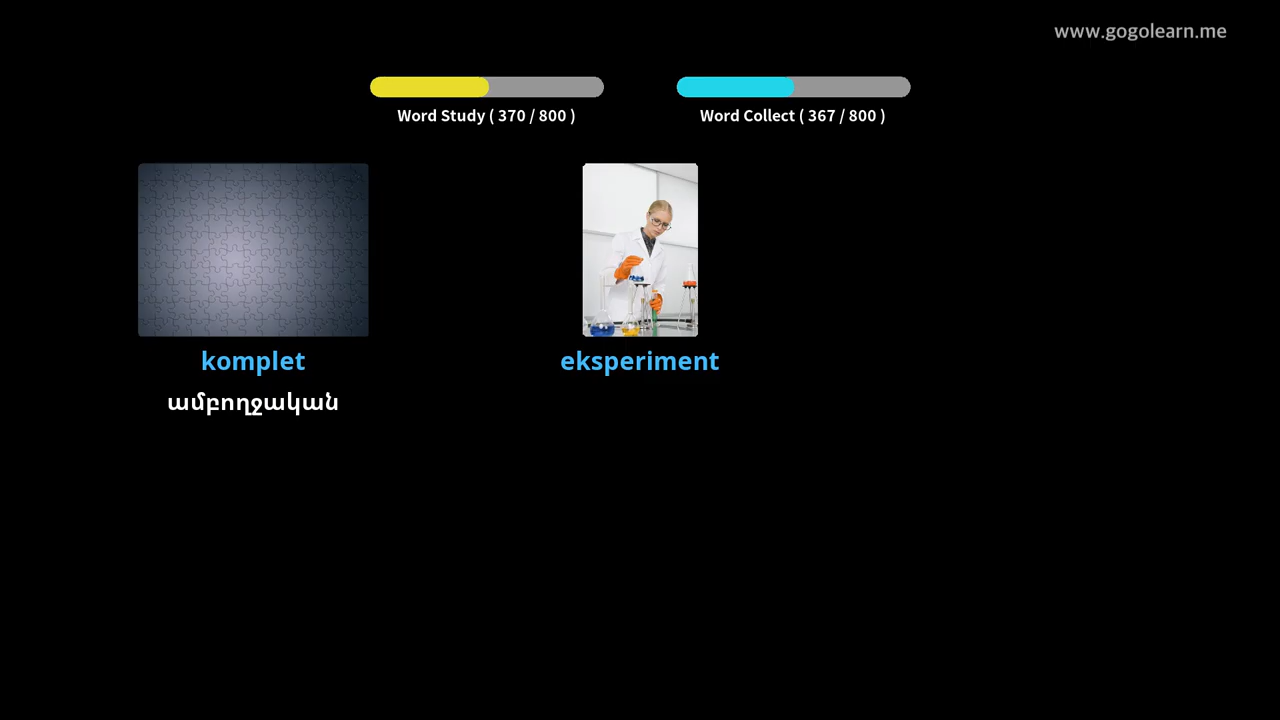 www.gogolearn.me
Word Study ( 370 / 800 )
Word Collect ( 367 / 800 )
komplet
eksperiment
ամբողջական